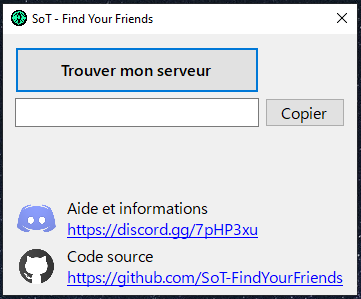 SoT - Find Your Friends
Trouver mon serveur
Copier
Aide et informations
https://discord.gg/7pHP3xu
Code source
https://github.com/SoT-FindYourFriends